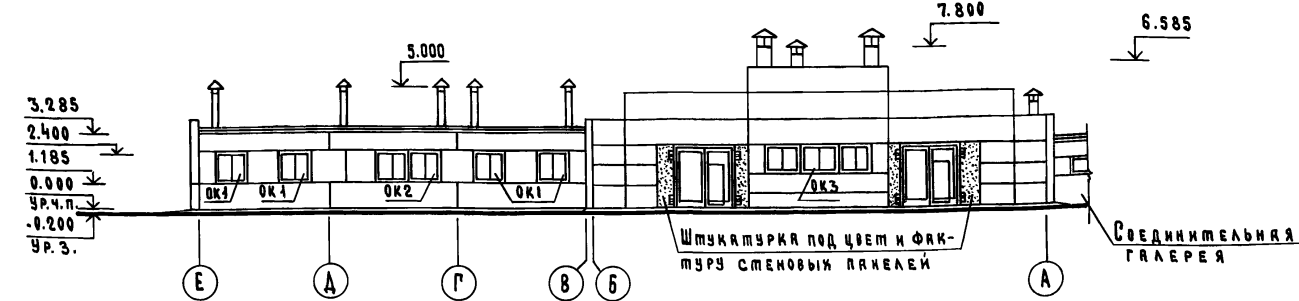 7.800
6.585
5.000
3.285
2.400
1.185
0.000
УР.Ч.П.
-0.200
УР.З.
ОК1
ОК1
ОК2
ОК1
ОК3
ШТУКАТУРКА ПОД ЦВЕТ И ФАК-
ТУРУ СТЕНОВЫХ ПАНЕЛЕЙ
СОЕДИНИТЕЛЬНАЯ
ГАЛЕРЕЯ
Е
Д
Г
В
Б
А